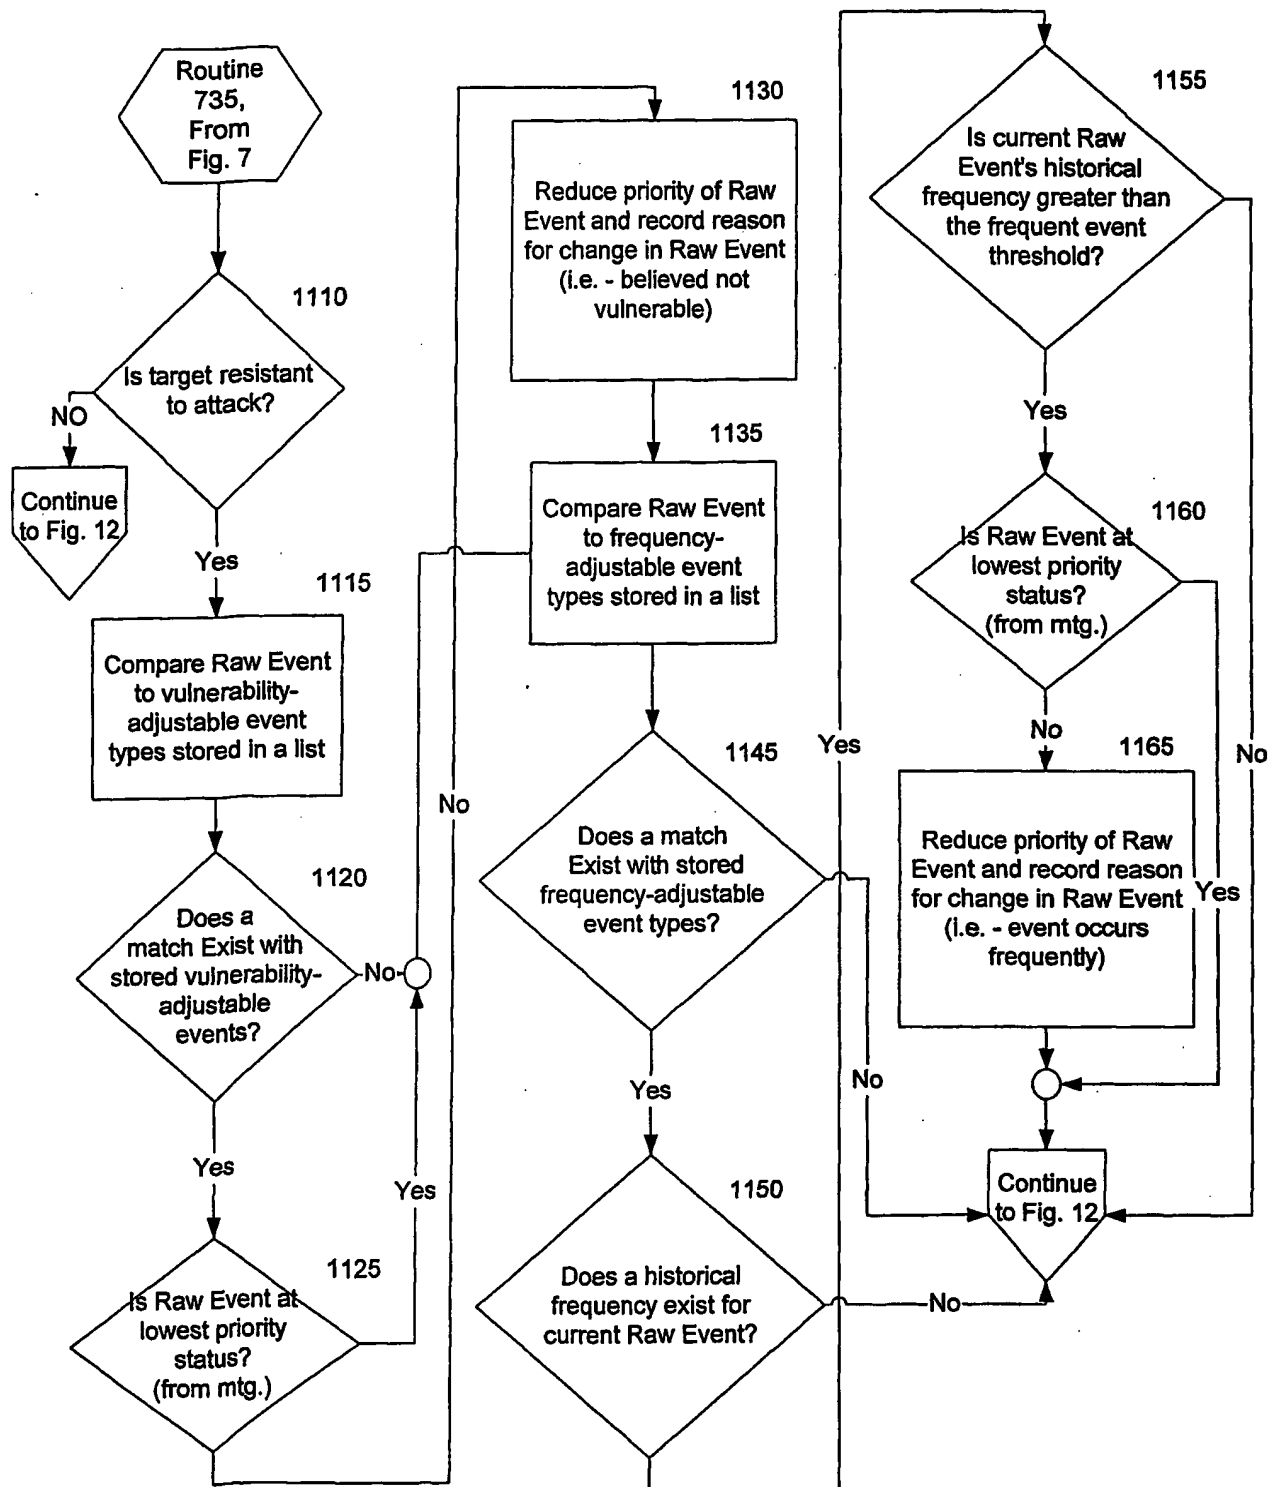 Routine
735,
From
Fig. 7
1110
Is target resistant
to attack?
NO
Continue
to Fig. 12
Yes
1115
Compare Raw Event
to vulnerability-
adjustable event
types stored in a list
1120
Does a
match Exist with
stored vulnerability-
adjustable
events?
No
Yes
1125
Is Raw Event at
lowest priority
status?
(from mtg.)
Yes
No
1130
Reduce priority of Raw
Event and record reason
for change in Raw Event
(i.e. - believed not
vulnerable)
1135
Compare Raw Event
to frequency-
adjustable event
types stored in a list
1145
Does a match
Exist with stored
frequency-adjustable
event types?
No
Yes
1150
Does a historical
frequency exist for
current Raw Event?
No
Yes
1155
Is current Raw
Event's historical
frequency greater than
the frequent event
threshold?
No
Yes
1160
Is Raw Event at
lowest priority
status?
(from mtg.)
Yes
No
1165
Reduce priority of Raw
Event and record reason
for change in Raw Event
(i.e. - event occurs
frequently)
Continue
to Fig. 12